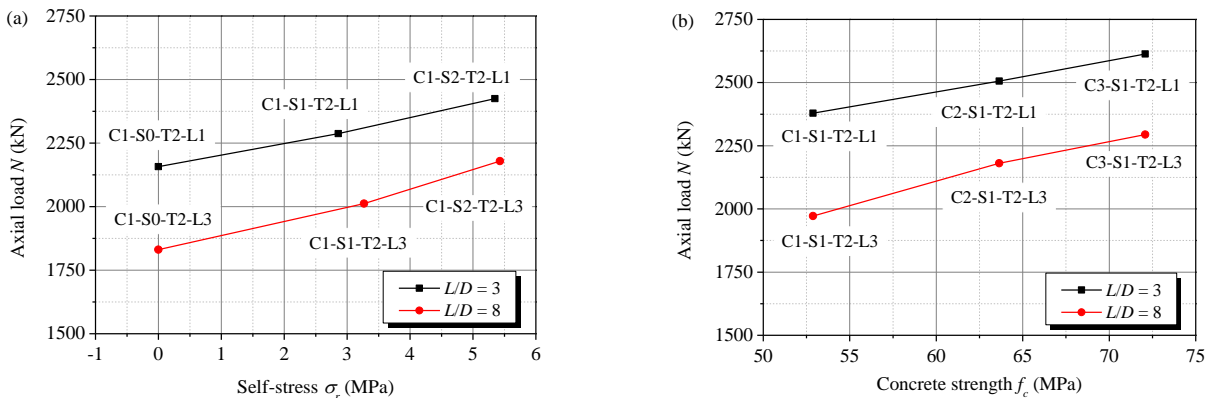 (a)
2750
2500
2250
2000
1750
1500
Axial load N (kN)
C1-S2-T2-L1
C1-S1-T2-L1
C1-S0-T2-L1
C1-S0-T2-L3
C1-S2-T2-L3
C1-S1-T2-L3
L/D = 3
L/D = 8
-1 0 1 2 3 4 5 6
Self-stress σr (MPa)
(b)
2750
2500
2250
2000
1750
1500
Axial load N (kN)
C3-S1-T2-L1
C2-S1-T2-L1
C1-S1-T2-L1
C3-S1-T2-L3
C2-S1-T2-L3
C1-S1-T2-L3
L/D = 3
L/D = 8
50 55 60 65 70 75
Concrete strength fc (MPa)